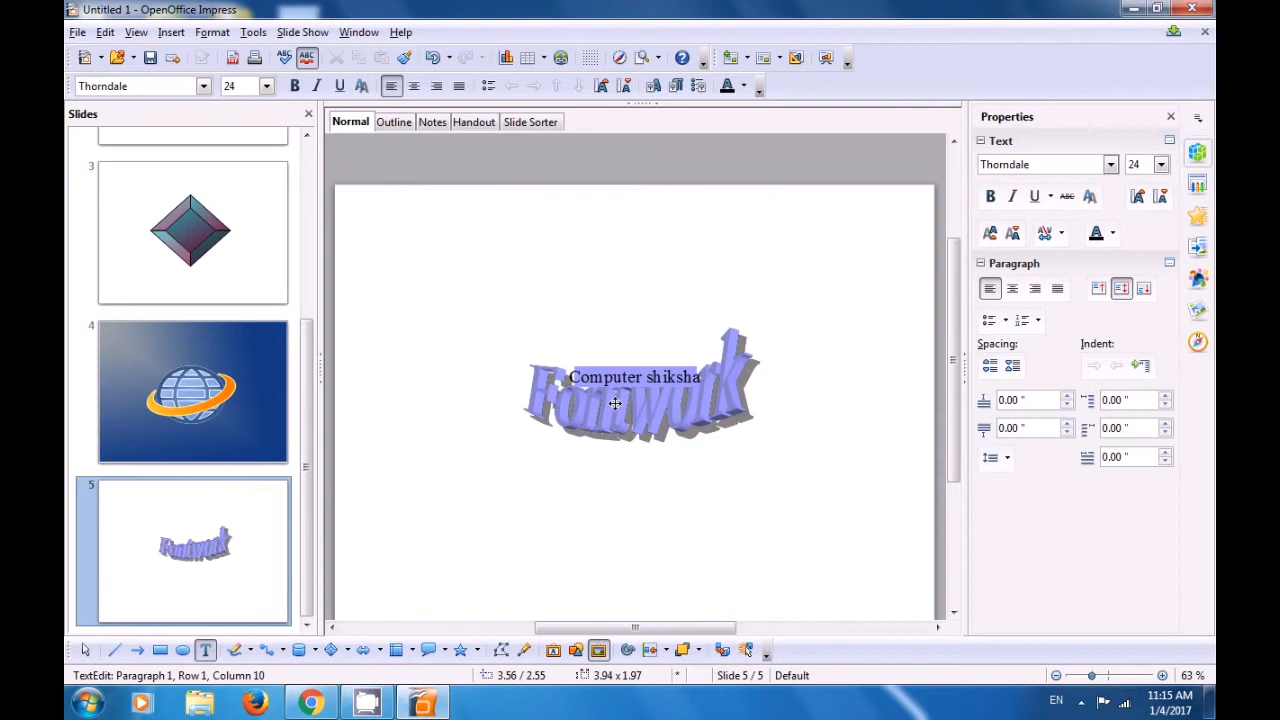 Untitled 1 - OpenOffice Impress
File Edit View Insert Format Tools Slide Show Window Help
Thorndale 24
Slides
Normal Outline Notes Handout Slide Sorter
Properties
Text
Thorndale 24
Paragraph
Spacing: Indent:
0.00 " 0.00 "
0.00 " 0.00 "
0.00 "
3
4
5
Fontwork
Fontwork
Computer shiksha
TextEdit: Paragraph 1, Row 1, Column 10 3.56 / 2.55 3.94 x 1.97 * Slide 5 / 5 Default 63 %
EN 11:15 AM
1/4/2017